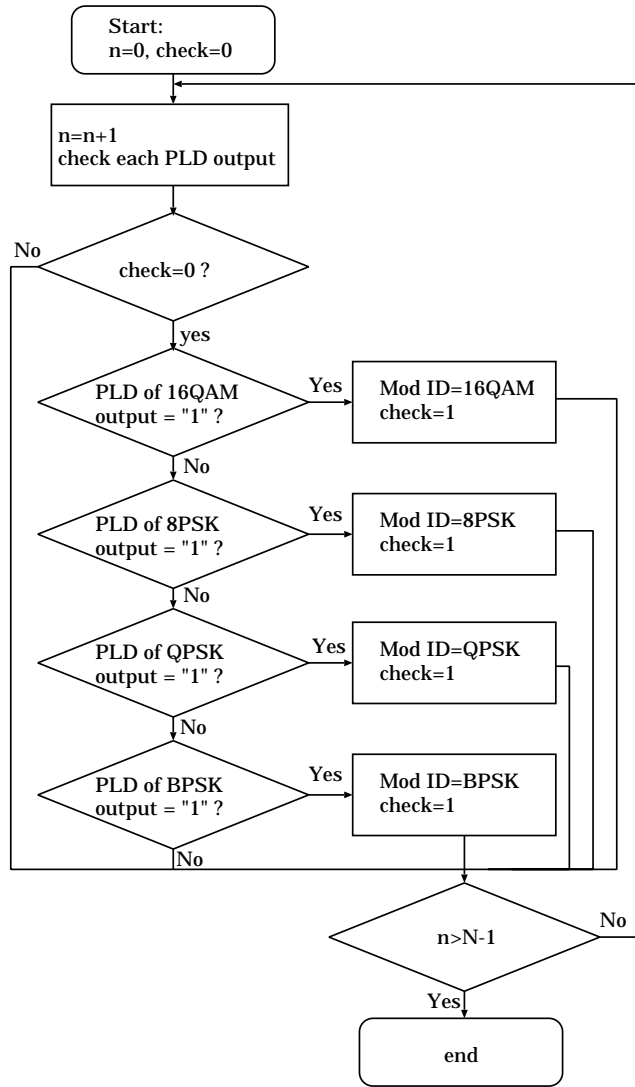 Start:
n=0, check=0
n=n+1
check each PLD output
No
check=0 ?
yes
PLD of 16QAM
output = "1" ?
Yes
Mod ID=16QAM
check=1
No
PLD of 8PSK
output = "1" ?
Yes
Mod ID=8PSK
check=1
No
PLD of QPSK
output = "1" ?
Yes
Mod ID=QPSK
check=1
No
PLD of BPSK
output = "1" ?
Yes
Mod ID=BPSK
check=1
No
n>N-1
No
Yes
end